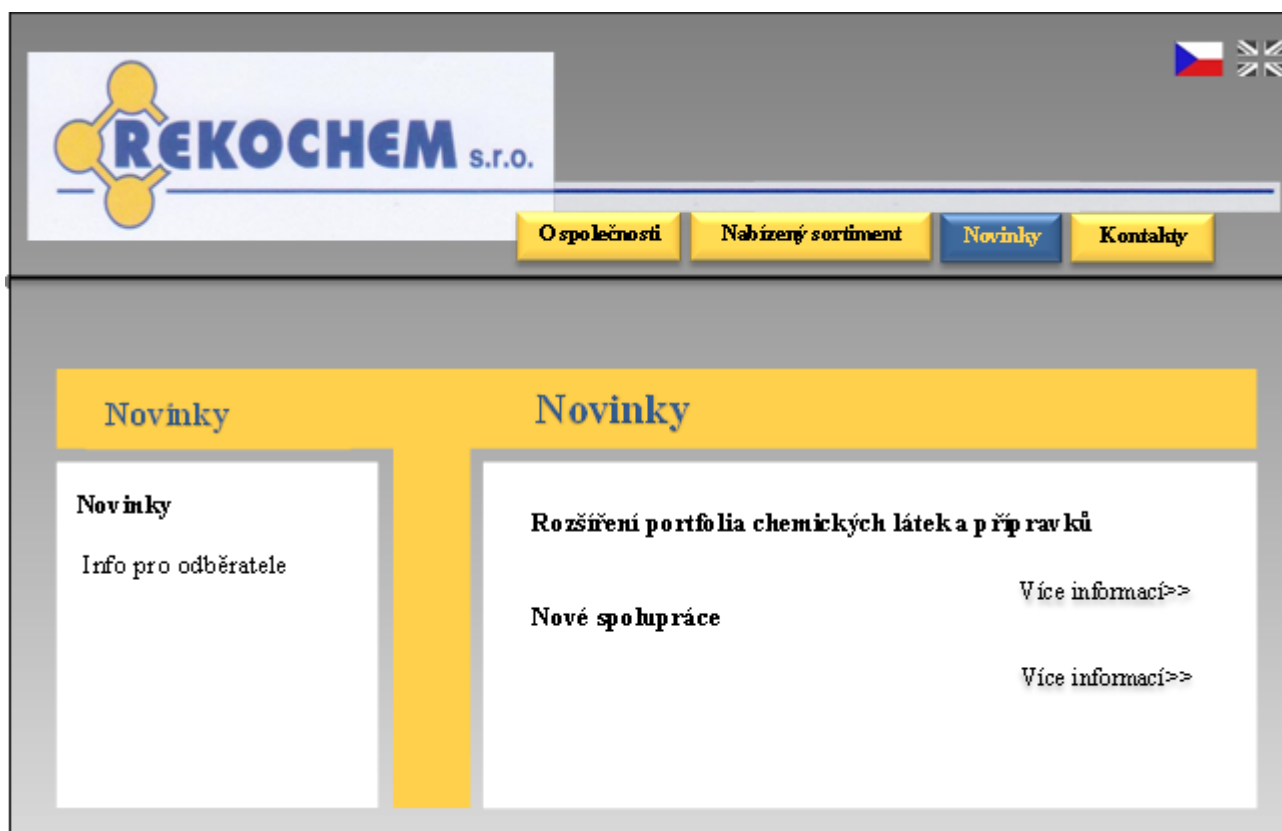 REKOCHEM s.r.o.
O společnosti
Nabízený sortiment
Novinky
Kontakty
Novinky
Novinky
Novinky
Info pro odběratele
Rozšíření portfolia chemických látek a přípravků
Více informací>>
Nové spolupráce
Více informací>>